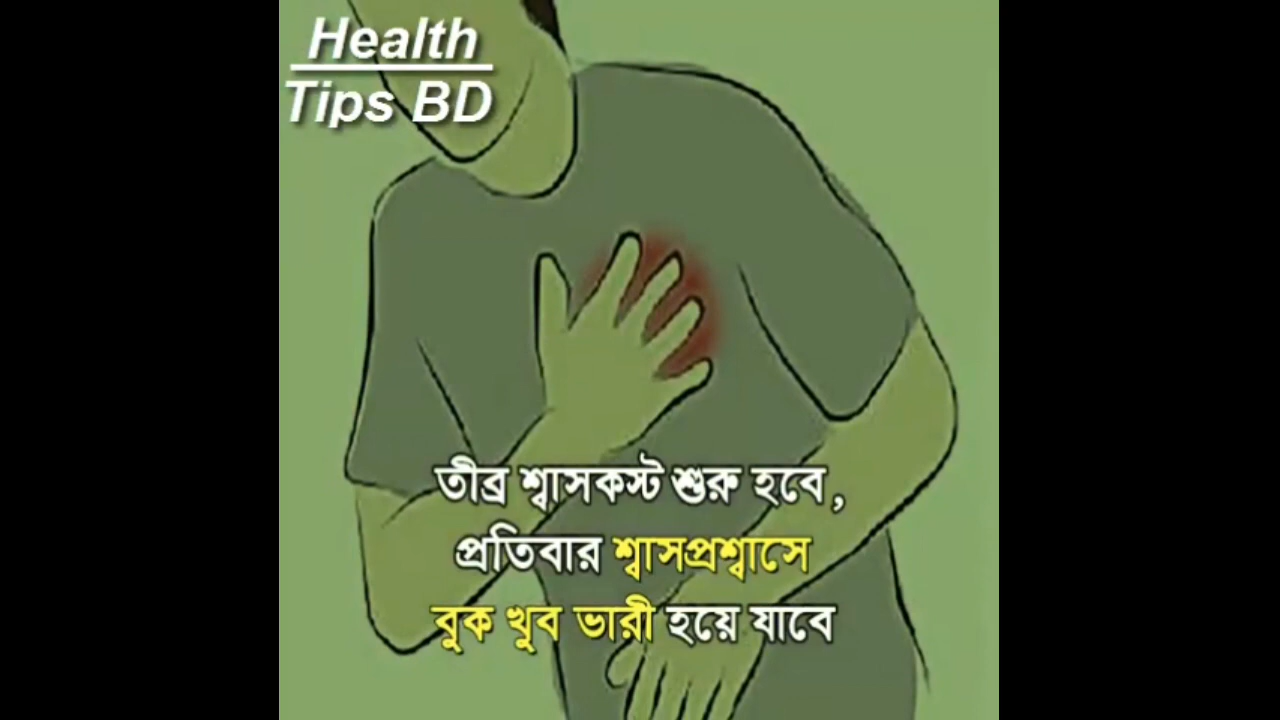 Health
Tips BD
তীব্র শ্বাসকস্ট শুরু হবে,
প্রতিবার শ্বাসপ্রশ্বাসে
বুক খুব ভারী হয়ে যাবে